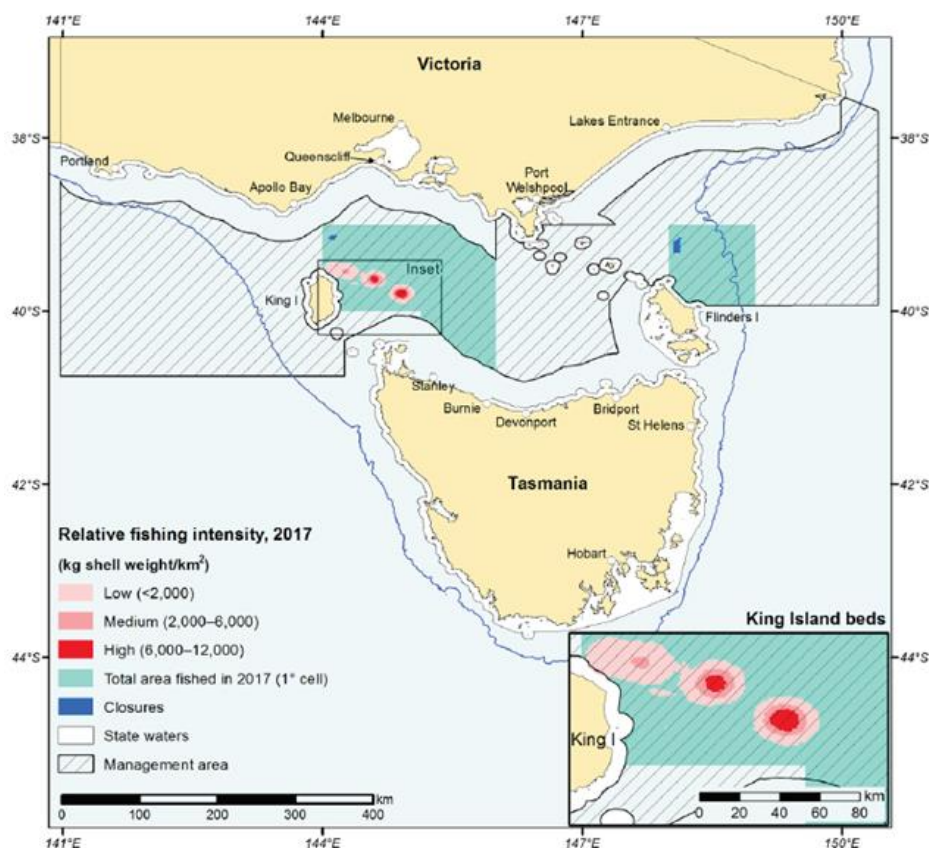 141°E 144°E 147°E 150°E
Victoria
Melbourne
Lakes Entrance
38°S 38°S
Queenscliff
Portland
Port
Welshpool
Apollo Bay
Inset
King I
40°S 40°S
Flinders I
Stanley
Burnie
Bridport
Devonport
St Helens
42°S 42°S
Tasmania
Relative fishing intensity, 2017
(kg shell weight/km²)
Hobart
Low (<2,000)
Medium (2,000–6,000)
King Island beds
High (6,000–12,000)
44°S 44°S
Total area fished in 2017 (1° cell)
Closures
State waters
King I
Management area
km
0 100 200 300 400
km
0 20 40 60 80
141°E 144°E 147°E 150°E